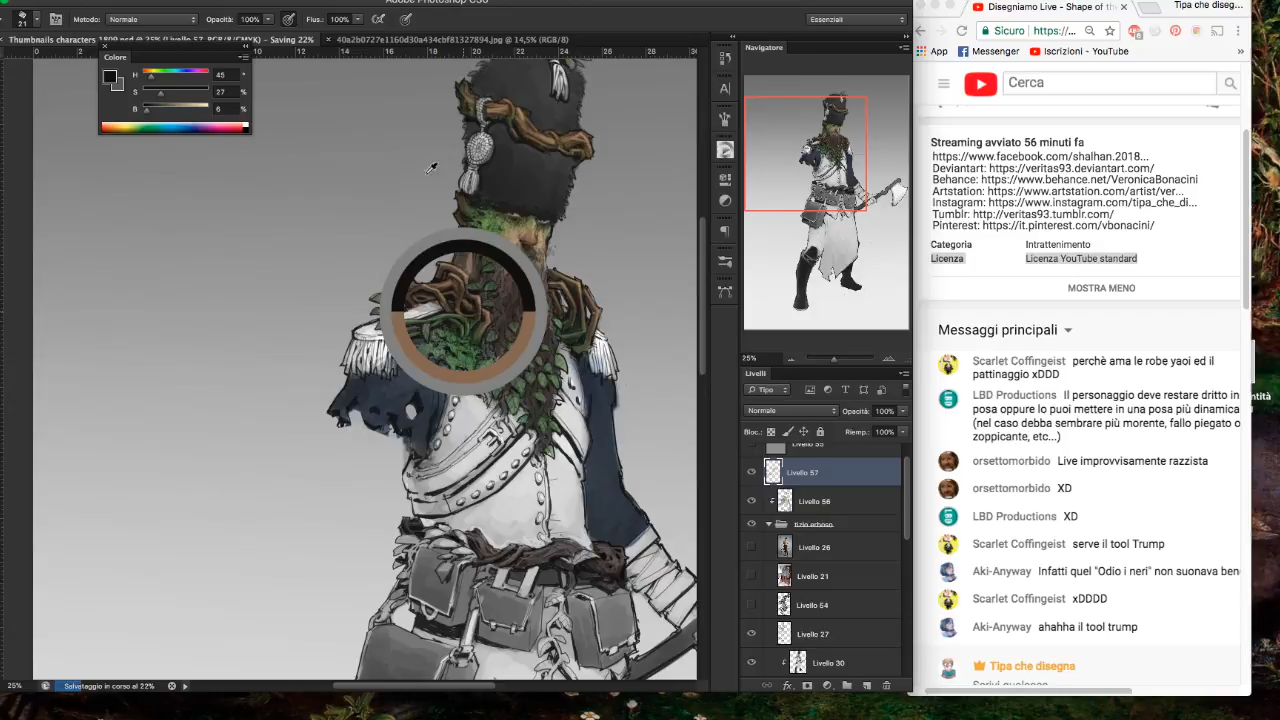 Adobe Photoshop CS6
21 Metodo: Normale Opacità: 100% Flus.: 100% Essenziali
Thumbnails characters 1809.psd @ 25% (Livello 57, RGB/8) - Saving 22% × 40a2b0727e1160d30a434cbf81327894.jpg @ 14,5% (RGB/8)
Colore
H 45 °
S 27 %
B 6 %
Navigatore
25%
Livelli
Tipo
Normale Opacità: 100%
Bloc.: Riemp.: 100%
Livello 57
Livello 56
tizio erboso
Livello 26
Livello 21
Livello 54
Livello 27
Livello 30
25% Salvataggio in corso al 22%
Disegniamo Live - Shape of the × Tipa che diseg...
Sicuro https:/...
App Messenger Iscrizioni - YouTube
Cerca
Streaming avviato 56 minuti fa
https://www.facebook.com/shalhan.2018...
Deviantart: https://veritas93.deviantart.com/
Behance: https://www.behance.net/VeronicaBonini
Artstation: https://www.artstation.com/artist/ver...
Instagram: https://www.instagram.com/tipa_che_di...
Tumblr: http://veritas93.tumblr.com/
Pinterest: https://it.pinterest.com/vbonacini/
Categoria Intrattenimento
Licenza Licenza YouTube standard
MOSTRA MENO
Messaggi principali
Scarlet Coffingeist perchè ama le robe yaoi ed il
pattinaggio xDDD
LBD Productions Il personaggio deve restare dritto in
posa oppure lo puoi mettere in una posa più dinamica
(nel caso debba sembrare più morente, fallo piegato o
zoppicante, etc...)
orsettomorbido Live improvvisamente razzista
orsettomorbido XD
LBD Productions XD
Scarlet Coffingeist serve il tool Trump
Aki-Anyway Infatti quel "Odio i neri" non suonava ben
Scarlet Coffingeist xDDDD
Aki-Anyway ahahha il tool trump
Tipa che disegna